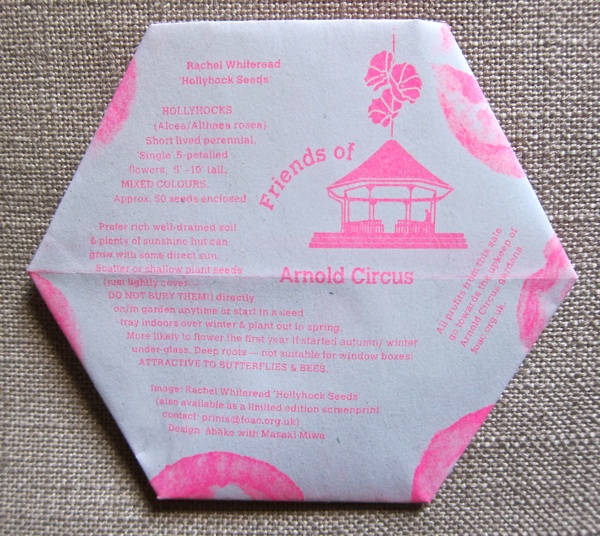 Rachel Whiteread
'Hollyhock Seeds'
HOLLYHOCKS
(Alcea/Althaea rosea)
Short lived perennial,
'Single' 5-petalled
flowers, 5' -10' tall,
MIXED COLOURS.
Approx. 50 seeds enclosed
Prefer rich well-drained soil
& plenty of sunshine but can
grow with some direct sun.
Scatter or shallow plant seeds
(just lightly cover
DO NOT BURY THEM!) directly
on/in garden anytime or start in a seed
tray indoors over winter & plant out in spring.
More likely to flower the first year if started autumn/ winter
under-glass. Deep roots — not suitable for window boxes!
ATTRACTIVE TO BUTTERFLIES & BEES.
Image: Rachel Whiteread 'Hollyhock Seeds
(also available as a limited edition screenprint
contact: prints@foac.org.uk)
Design: Åbäke with Masaki Miwa
Friends of
Arnold Circus
All profits from this sale
go towards the upkeep of
Arnold Circus gardens
foac.org.uk.